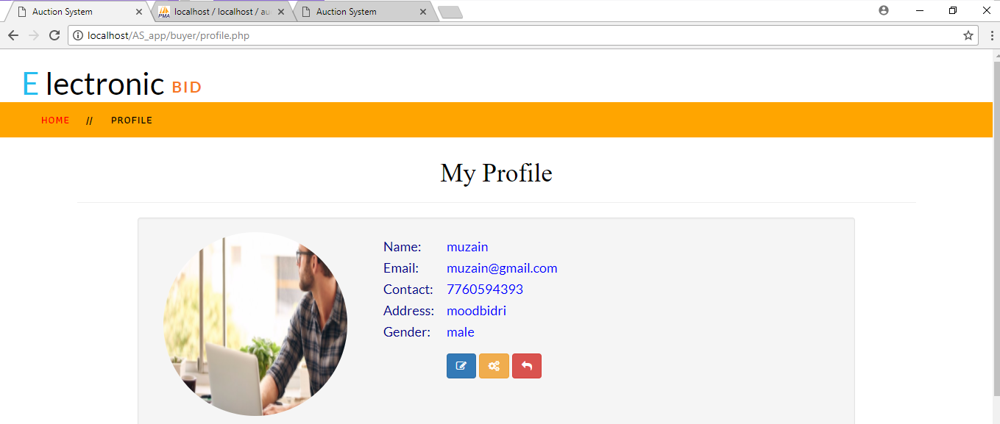 Auction System
localhost / localhost / au
Auction System
localhost/AS_app/buyer/profile.php
E lectronic BID
HOME // PROFILE
My Profile
Name: muzain
Email: muzain@gmail.com
Contact: 7760594393
Address: moodbidri
Gender: male